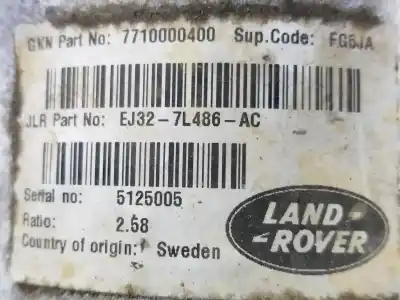 GKN Part No: 7710000400 Sup.Code: FG6JA
JLR Part No: EJ32-7L486-AC
Serial no: 5125005
Ratio: 2.58
Country of origin: Sweden
LAND-
-ROVER